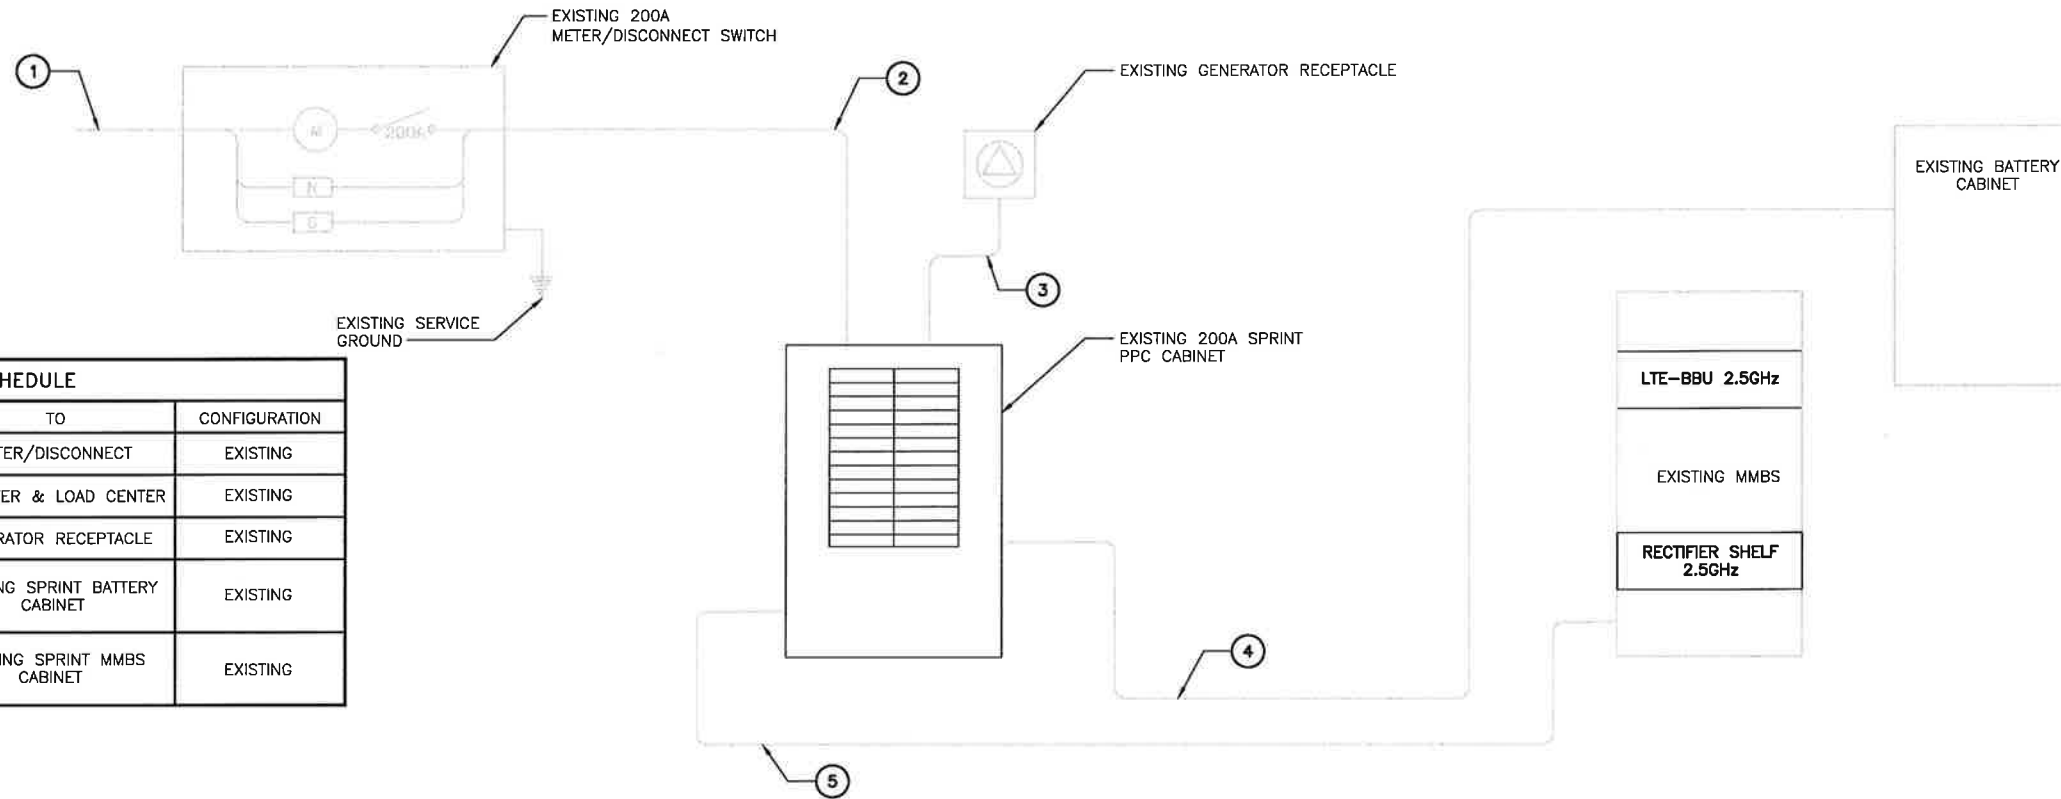 EXISTING 200A
METER/DISCONNECT SWITCH
1
2
EXISTING GENERATOR RECEPTACLE
M
200A
N
G
EXISTING BATTERY
CABINET
3
EXISTING SERVICE
GROUND
EXISTING 200A SPRINT
PPC CABINET
LTE-BBU 2.5GHz
EXISTING MMBS
RECTIFIER SHELF
2.5GHz
4
5
HEDULE
TO
CONFIGURATION
TER/DISCONNECT
EXISTING
ER & LOAD CENTER
EXISTING
RATOR RECEPTACLE
EXISTING
NG SPRINT BATTERY
CABINET
EXISTING
ING SPRINT MMBS
CABINET
EXISTING